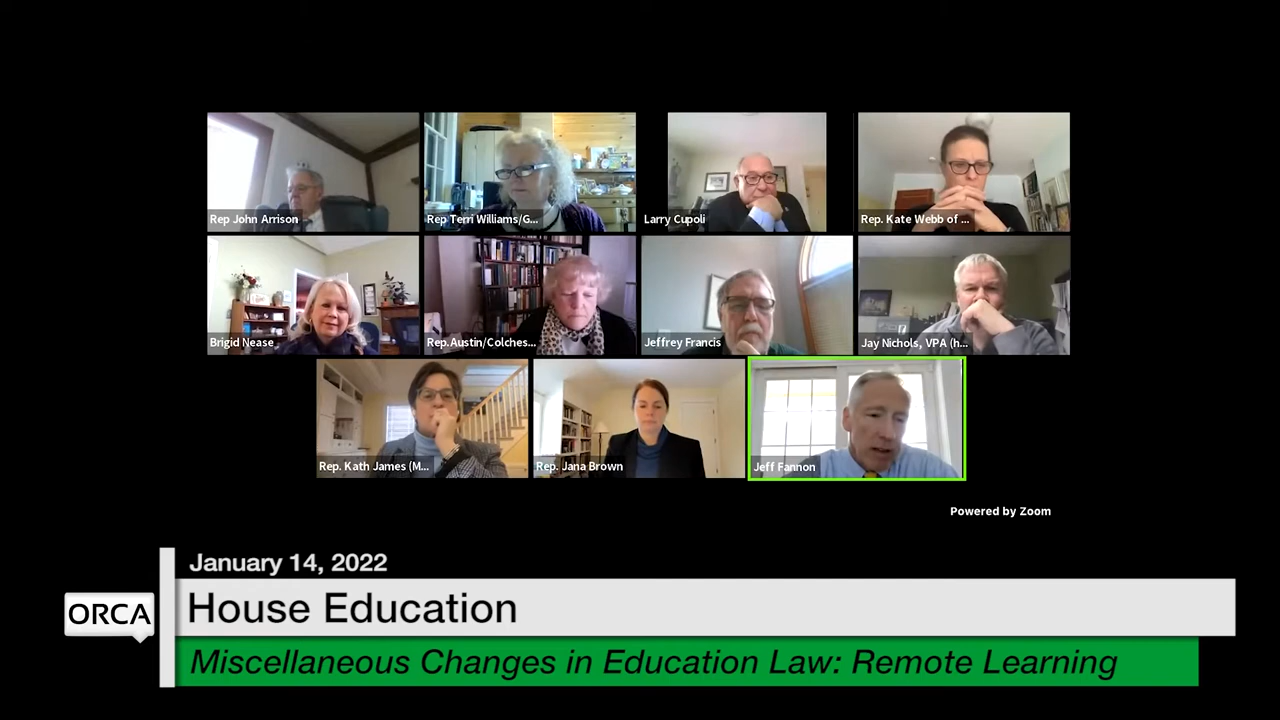 Rep John Arrison
Rep Terri Williams/G...
Larry Cupoli
Rep. Kate Webb of ...
Brigid Nease
Rep.Austin/Colches...
Jeffrey Francis
Jay Nichols, VPA (h...
Rep. Kath James (M...
Rep. Jana Brown
Jeff Fannon
Powered by Zoom
January 14, 2022
ORCA
House Education
Miscellaneous Changes in Education Law: Remote Learning